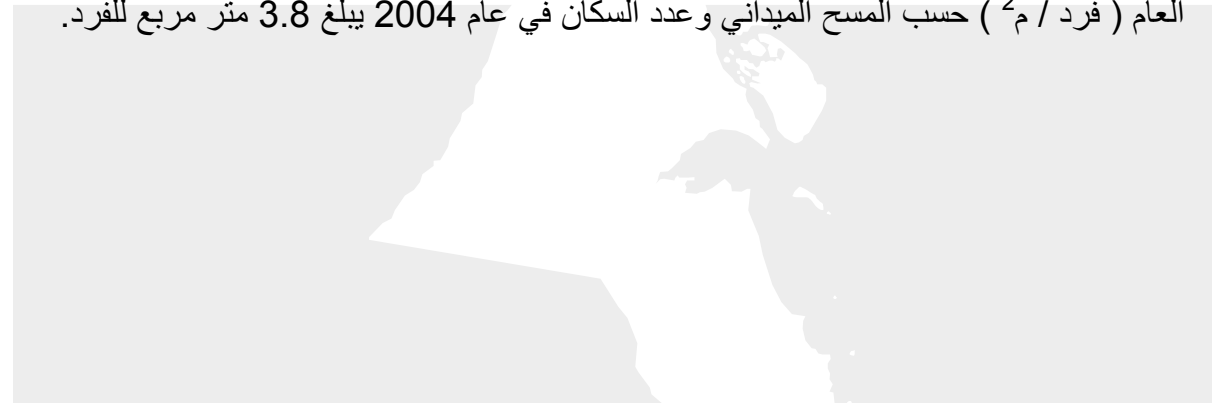 العام ( فرد / م2 ) حسب المسح الميداني وعدد السكان في عام 2004 يبلغ 3.8 متر مربع للفرد.